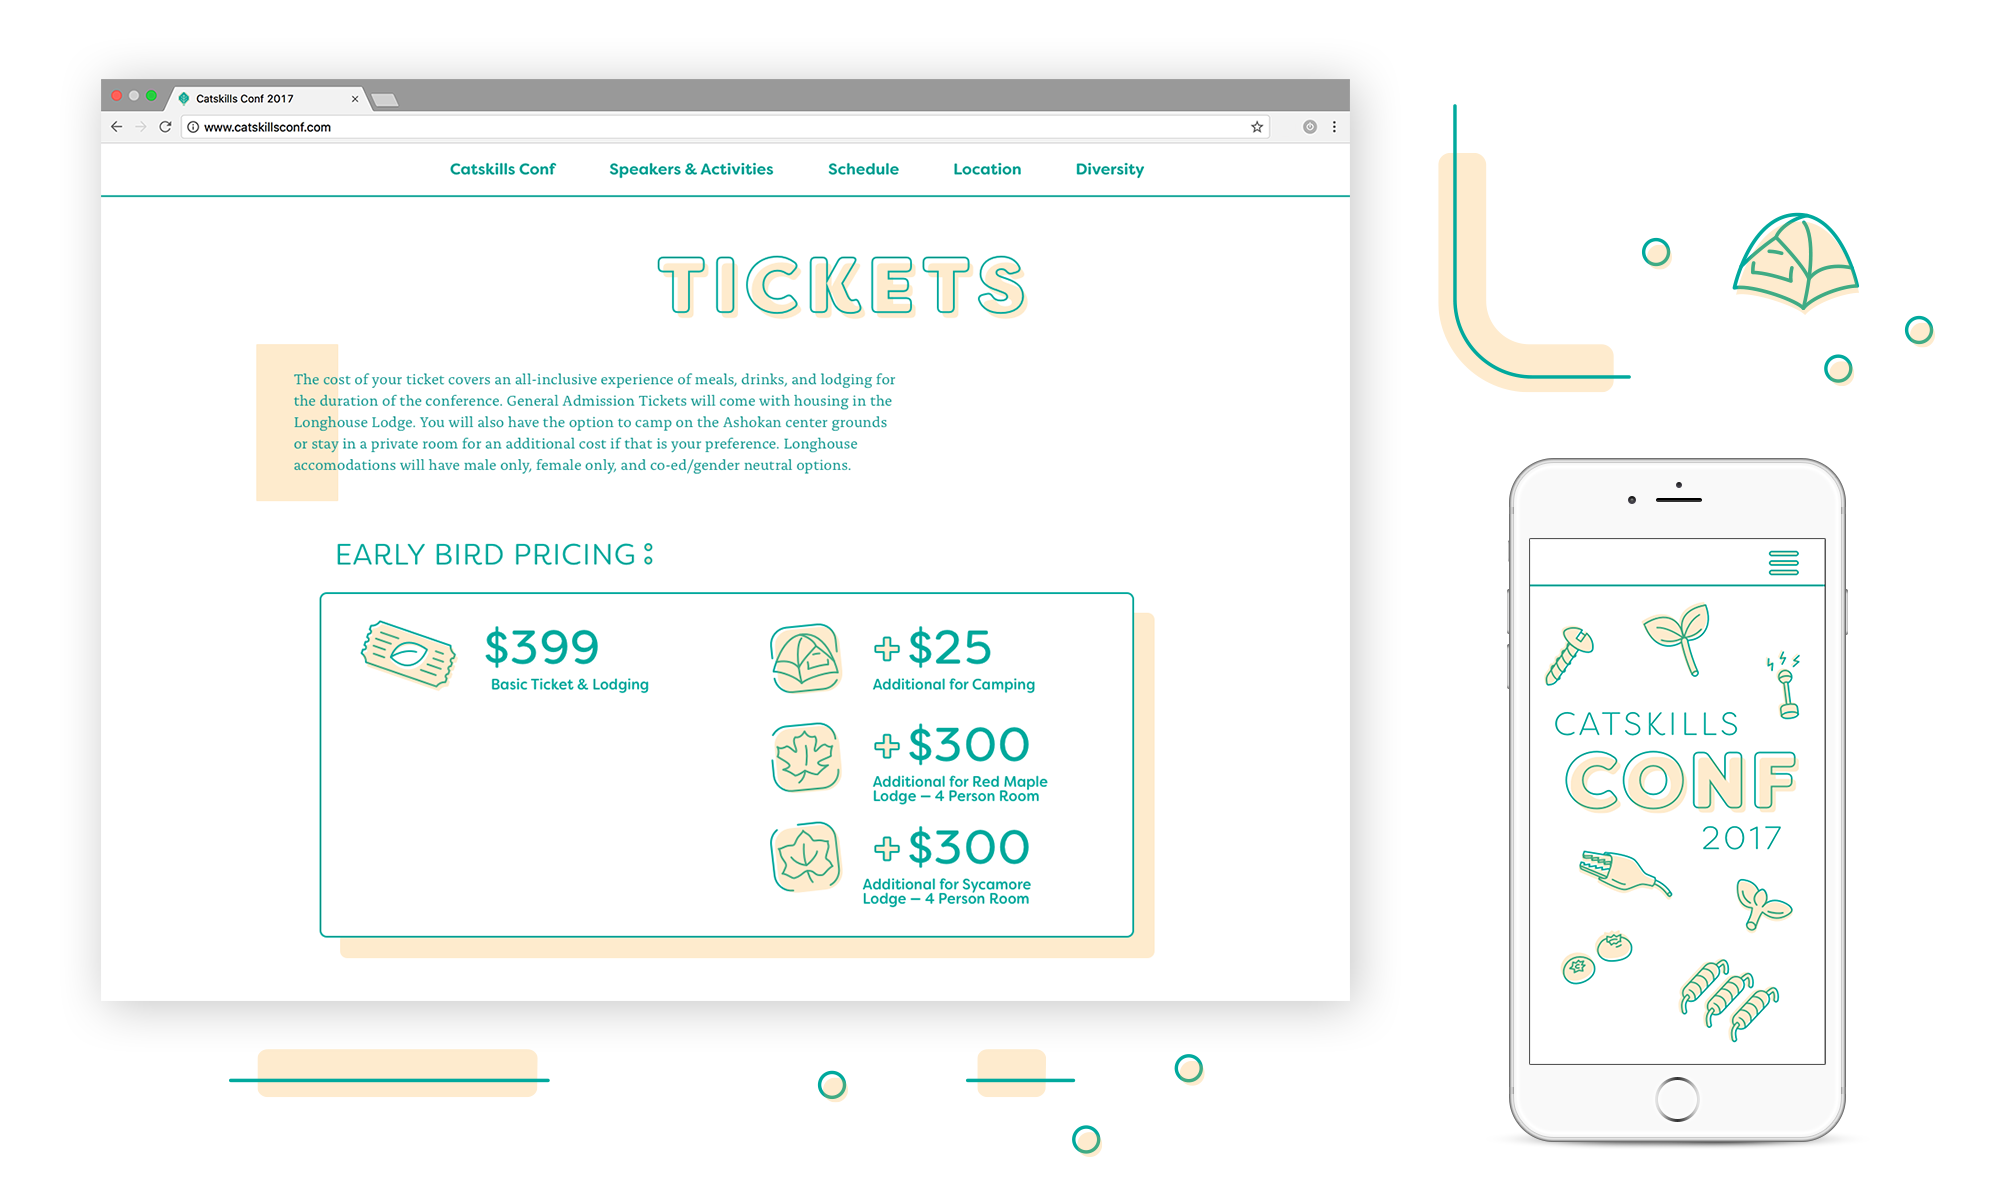 Catskills Conf 2017
www.catskillsconf.com
Catskills Conf Speakers & Activities Schedule Location Diversity
TICKETS
The cost of your ticket covers an all-inclusive experience of meals, drinks, and lodging for
the duration of the conference. General Admission Tickets will come with housing in the
Longhouse Lodge. You will also have the option to camp on the Ashokan center grounds
or stay in a private room for an additional cost if that is your preference. Longhouse
accomodations will have male only, female only, and co-ed/gender neutral options.
EARLY BIRD PRICING:
$399
Basic Ticket & Lodging
+$25
Additional for Camping
+$300
Additional for Red Maple
Lodge – 4 Person Room
+$300
Additional for Sycamore
Lodge – 4 Person Room
CATSKILLS
CONF
2017